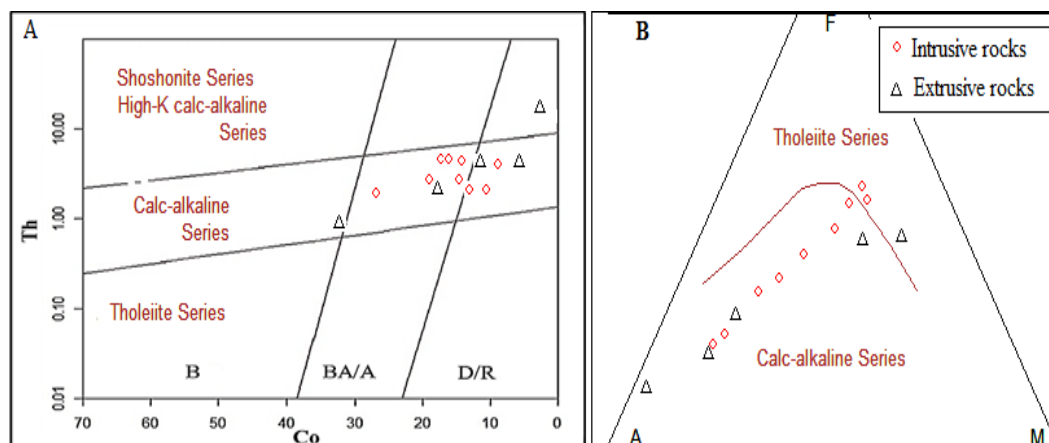 A
Shoshonite Series
High-K calc-alkaline
Series
Calc-alkaline
Series
Tholeiite Series
B
BA/A
D/R
Th
10.00
1.00
0.10
0.01
70
60
50
40
30
20
10
0
Co
B
F
Intrusive rocks
Extrusive rocks
Tholeiite Series
Calc-alkaline Series
A
M